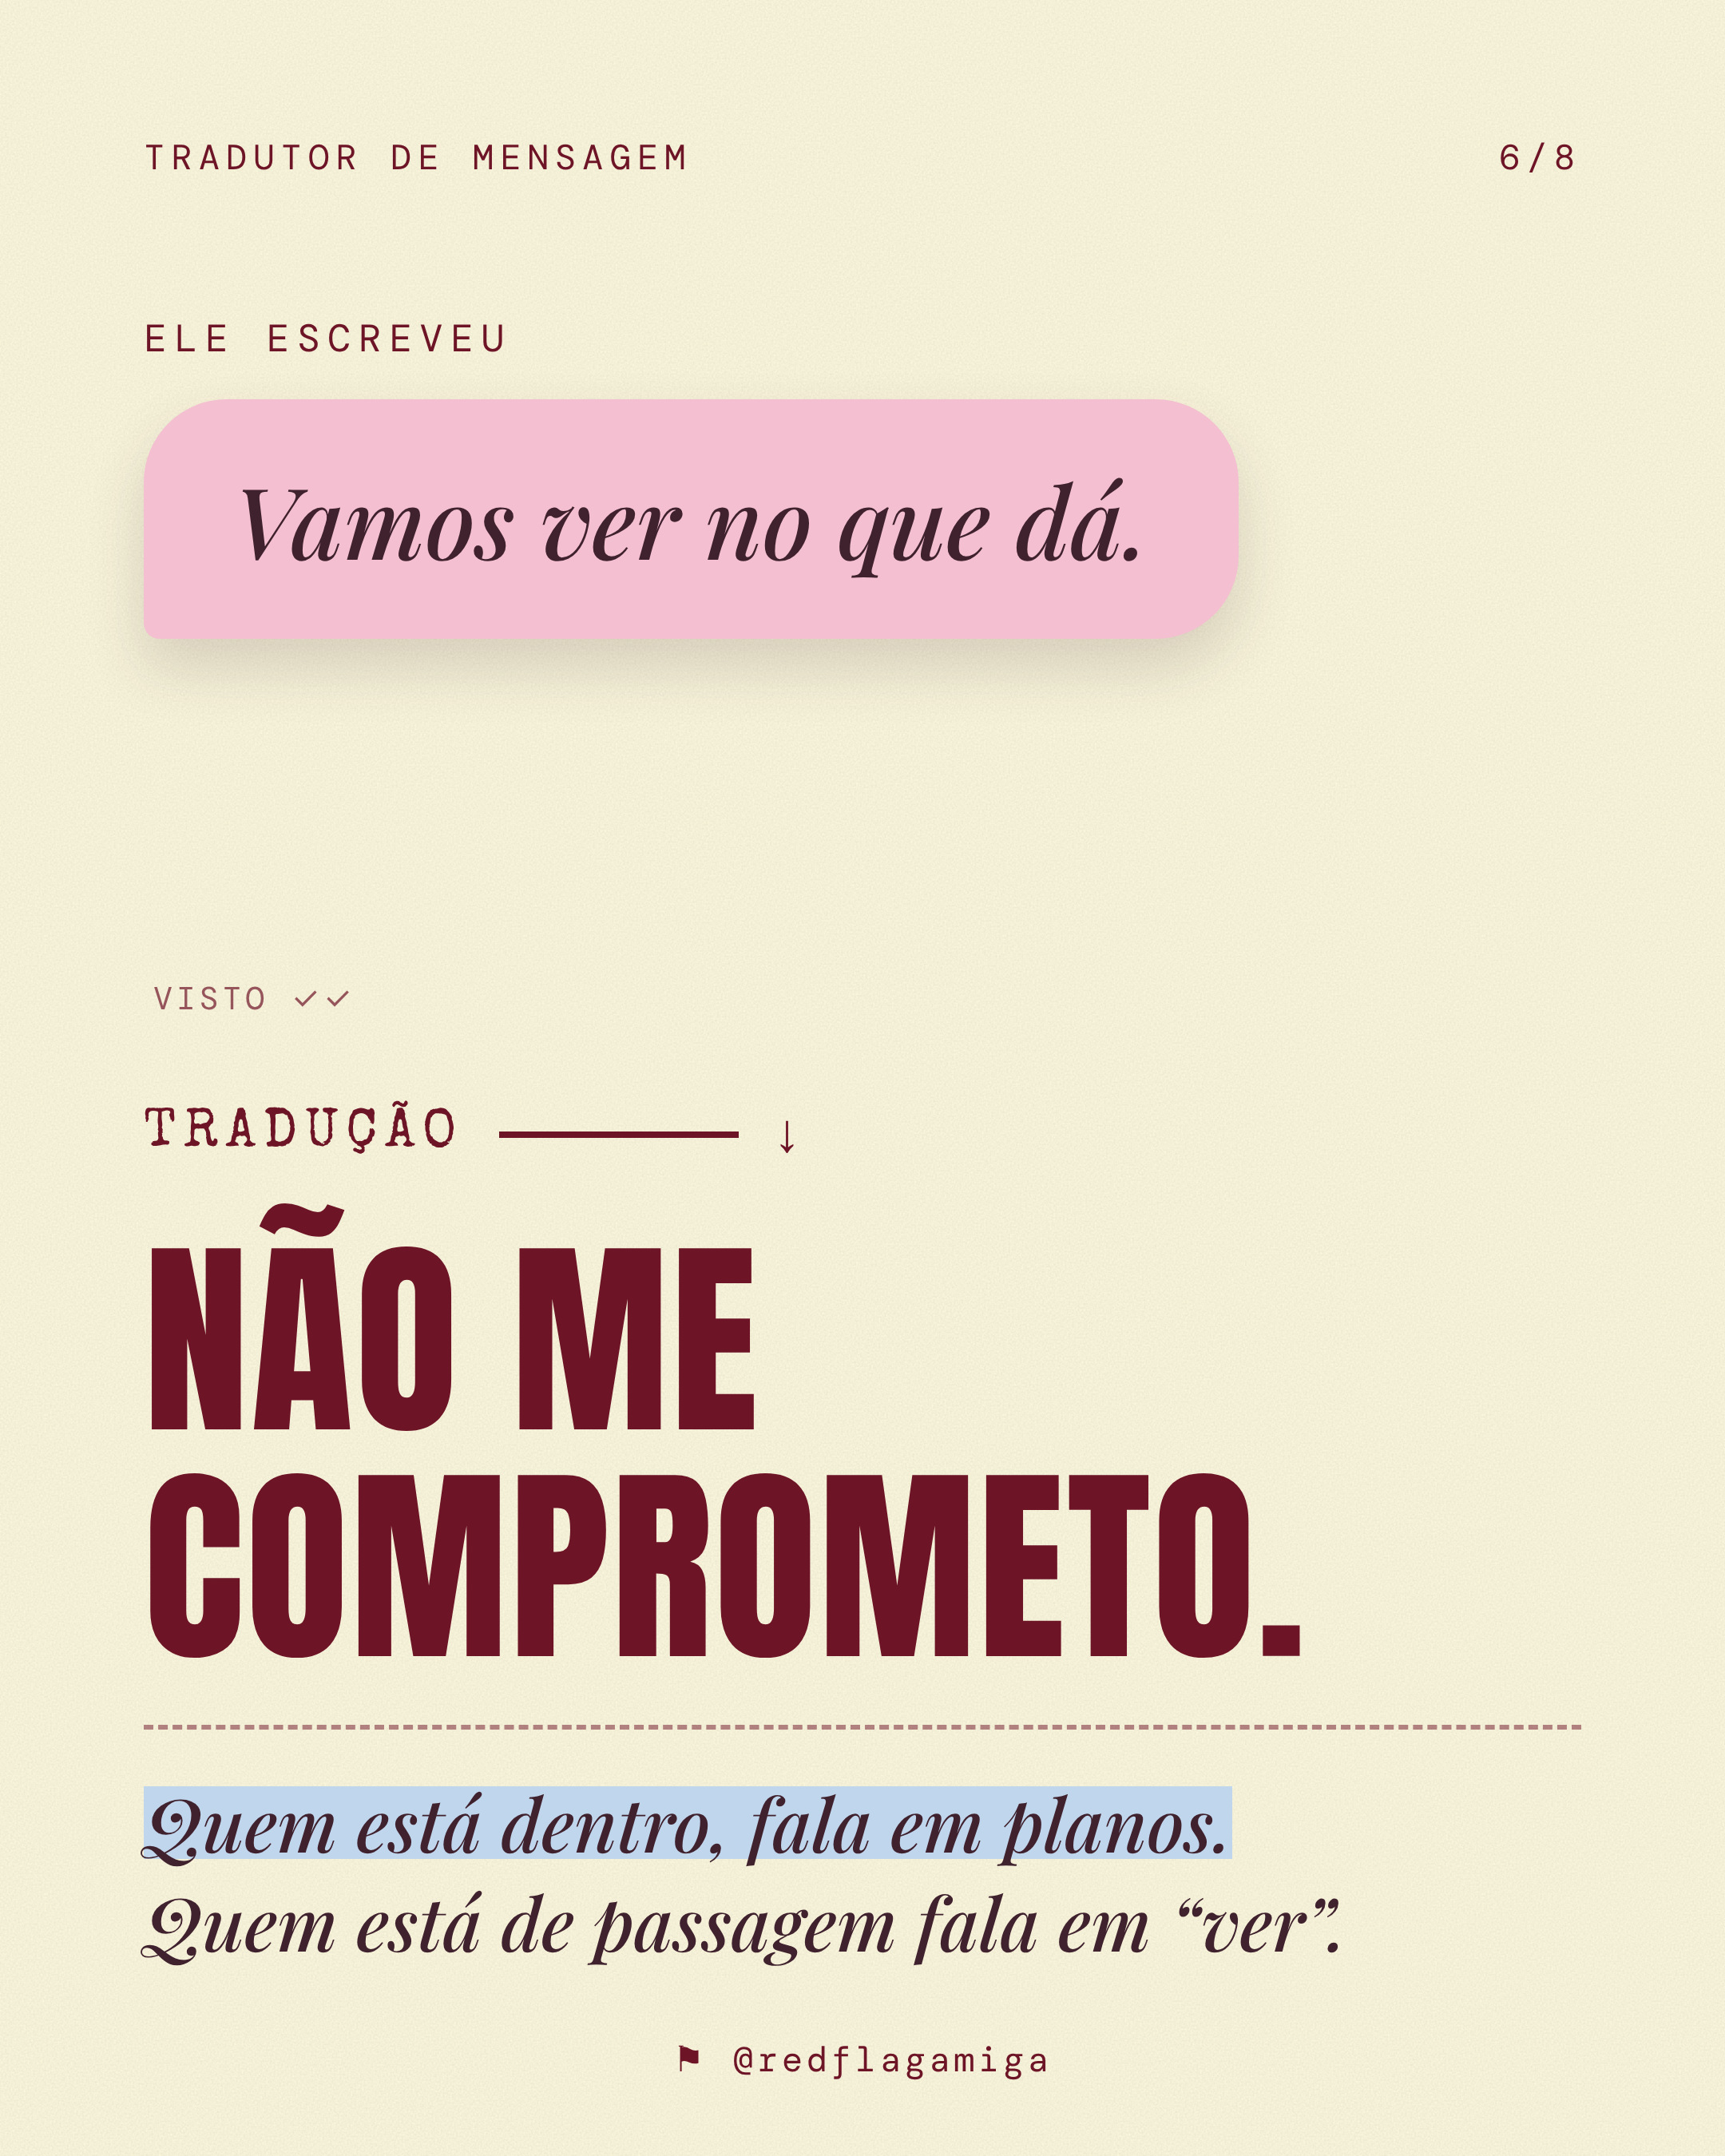 TRADUTOR DE MENSAGEM 6/8
ELE ESCREVEU
Vamos ver no que dá.
VISTO ✓✓
TRADUÇÃO ↓
NÃO ME
COMPROMETO.
Quem está dentro, fala em planos.
Quem está de passagem fala em “ver”.
⚑ @redflagamiga